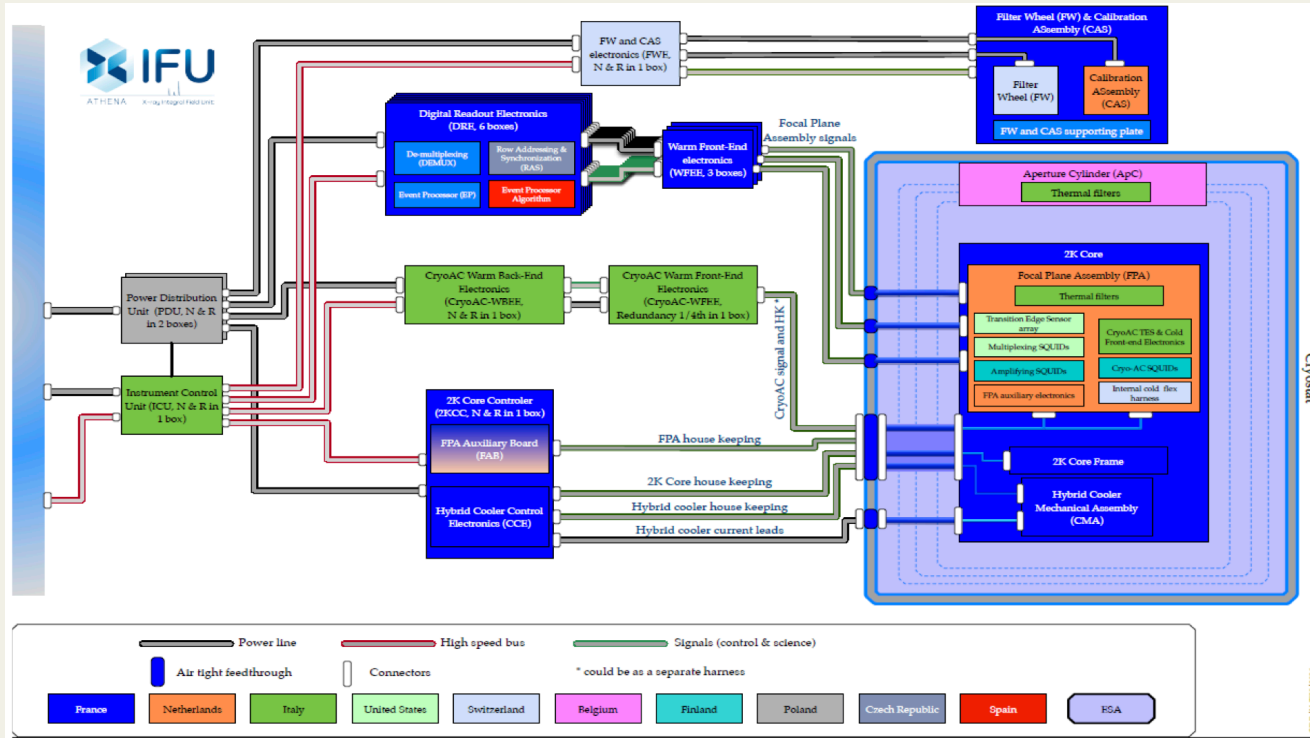 IFU
ATHENA X-ray Integral Field Unit
FW and CAS
electronics (FWE,
N & R in 1 box)
Filter Wheel (FW) & Calibration
ASsembly (CAS)
Filter
Wheel (FW)
Calibration
ASsembly
(CAS)
FW and CAS supporting plate
Digital Readout Electronics
(DRE, 6 boxes)
De-multiplexing
(DEMUX)
Row Addressing &
Synchronization
(RAS)
Event Processor (EP)
Event Processor
Algorithm
Warm Front-End
electronics
(WFEE, 3 boxes)
Focal Plane
Assembly signals
Aperture Cylinder (ApC)
Thermal filters
2K Core
Focal Plane Assembly (FPA)
Thermal filters
Transition Edge Sensor
array
Multiplexing SQUIDs
Amplifying SQUIDs
FPA auxiliary electronics
CryoAC TES & Cold
Front-end Electronics
Cryo-AC SQUIDs
Internal cold flex
harness
2K Core Frame
Hybrid Cooler
Mechanical Assembly
(CMA)
Cryostat
Power Distribution
Unit (PDU, N & R
in 2 boxes)
Instrument Control
Unit (ICU, N & R in
1 box)
CryoAC Warm Back-End
Electronics
(CryoAC-WBEE,
N & R in 1 box)
CryoAC Warm Front-End
Electronics
(CryoAC-WFEE,
Redundancy 1/4th in 1 box)
CryoAC signal and HK *
2K Core Controler
(2KCC, N & R in 1 box)
FPA Auxiliary Board
(FAB)
Hybrid Cooler Control
Electronics (CCE)
FPA house keeping
2K Core house keeping
Hybrid cooler house keeping
Hybrid cooler current leads
Power line
High speed bus
Signals (control & science)
Air tight feedthrough
Connectors
* could be as a separate harness
France
Netherlands
Italy
United States
Switzerland
Belgium
Finland
Poland
Czech Republic
Spain
ESA